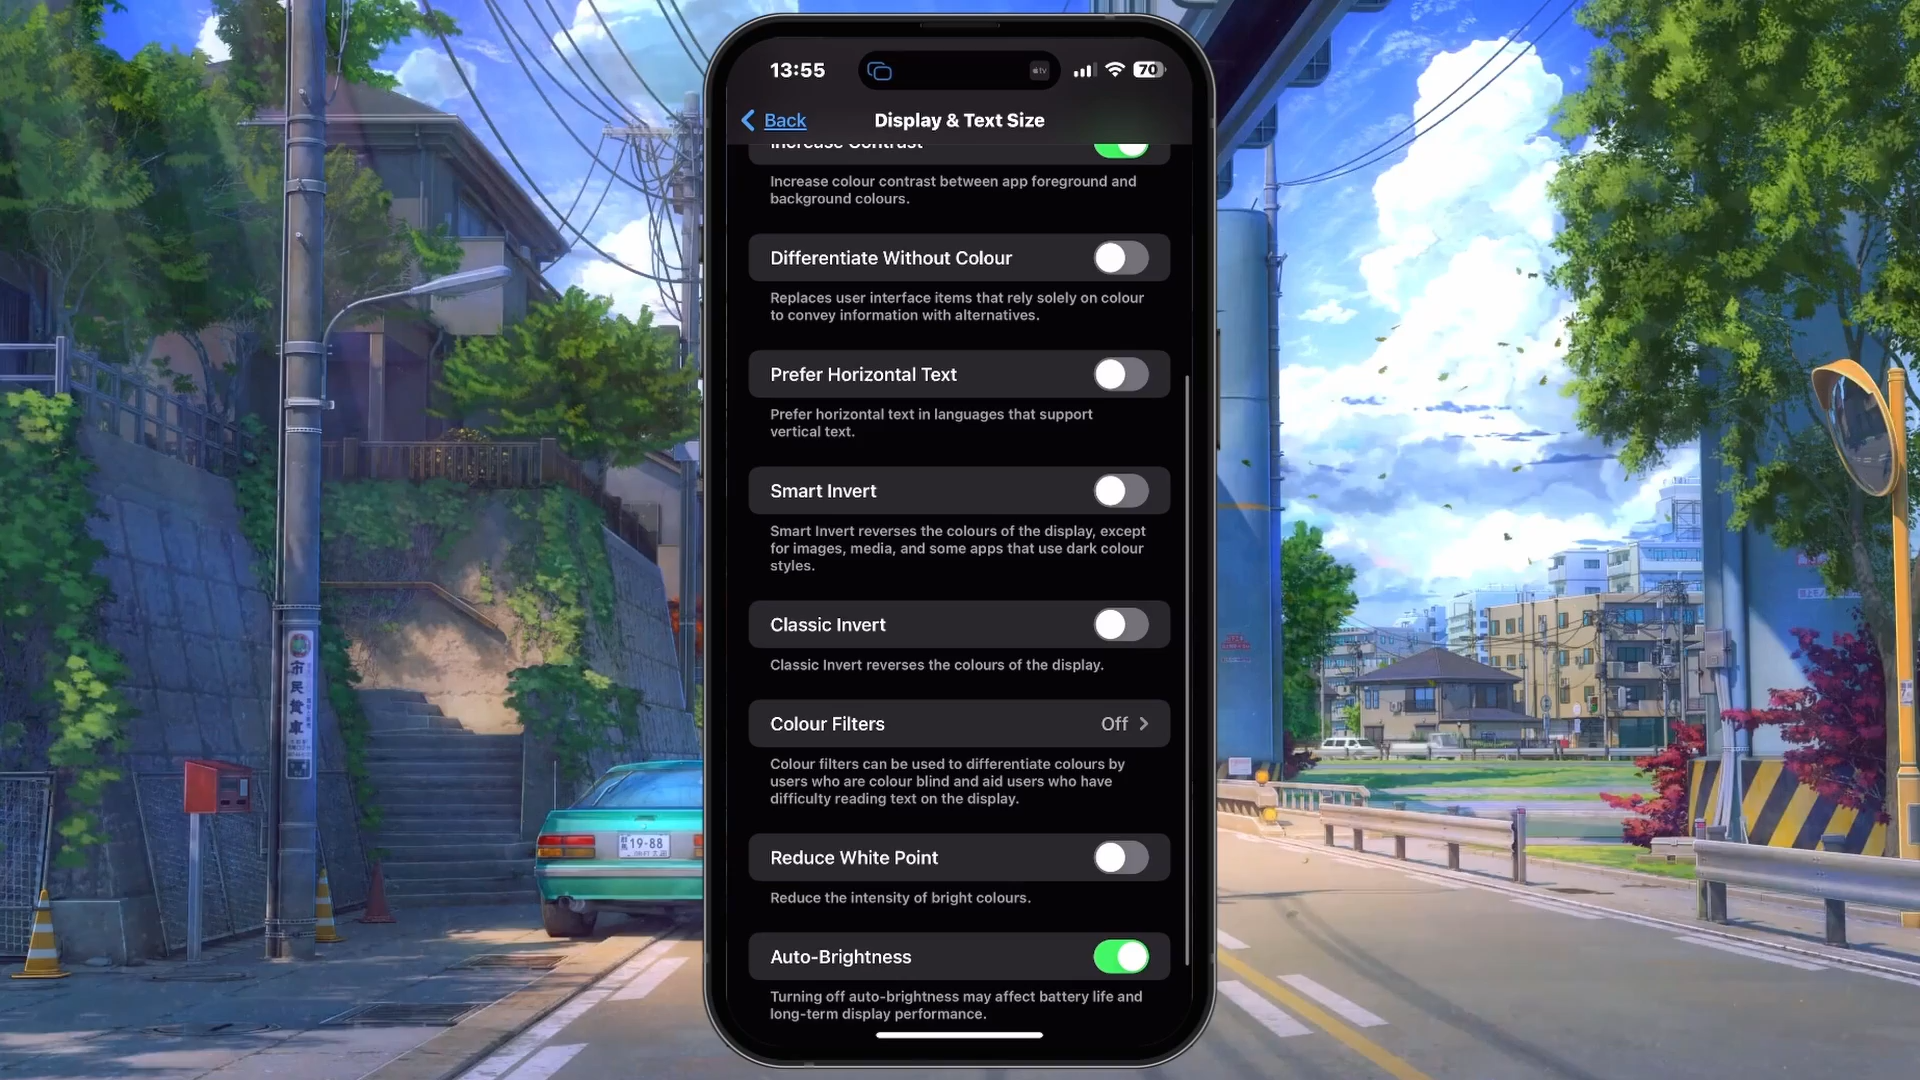 13:55
tv
70
Back
Display & Text Size
Increase Contrast
Increase colour contrast between app foreground and
background colours.
Differentiate Without Colour
Replaces user interface items that rely solely on colour
to convey information with alternatives.
Prefer Horizontal Text
Prefer horizontal text in languages that support
vertical text.
Smart Invert
Smart Invert reverses the colours of the display, except
for images, media, and some apps that use dark colour
styles.
Classic Invert
Classic Invert reverses the colours of the display.
Colour Filters
Off
Colour filters can be used to differentiate colours by
users who are colour blind and aid users who have
difficulty reading text on the display.
Reduce White Point
Reduce the intensity of bright colours.
Auto-Brightness
Turning off auto-brightness may affect battery life and
long-term display performance.
市民
19-88